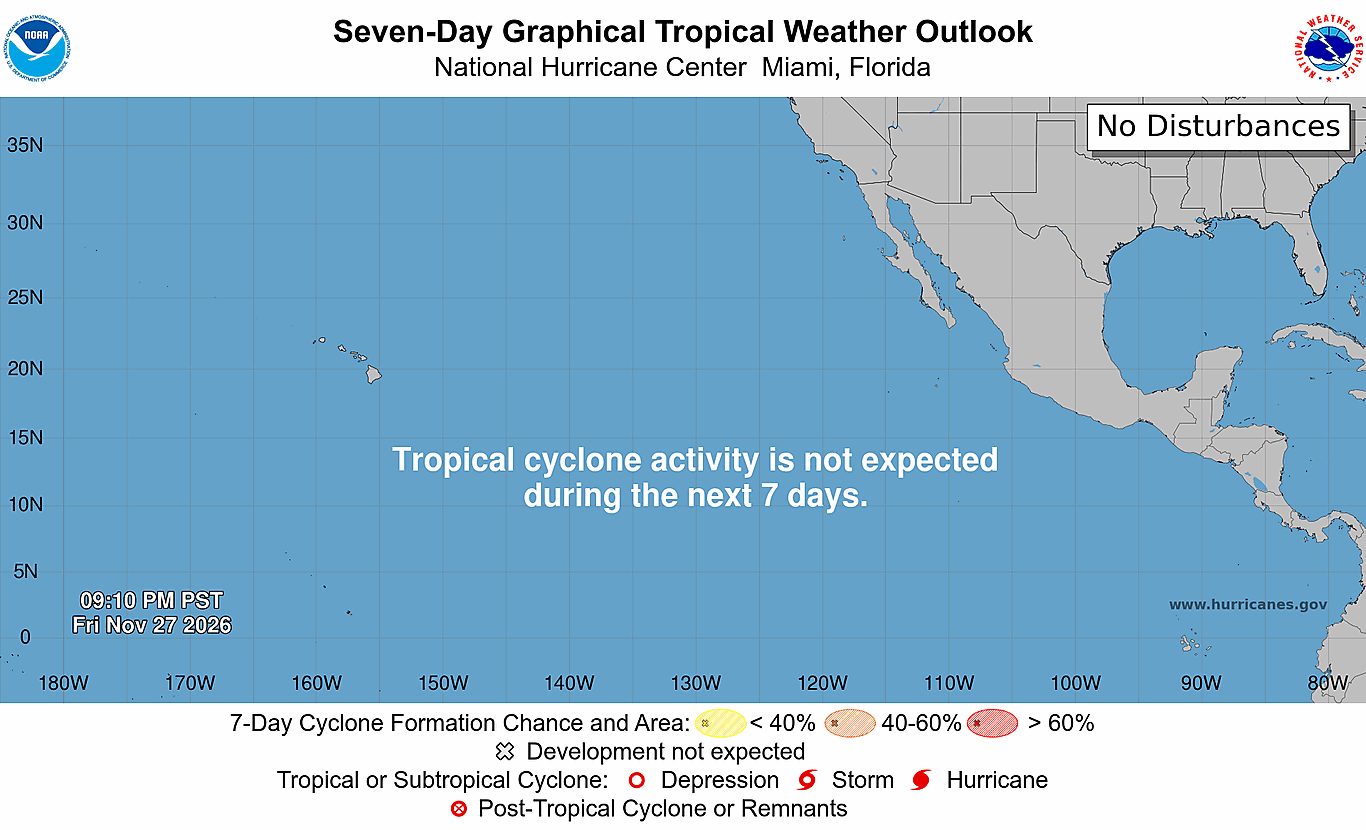 Seven-Day Graphical Tropical Weather Outlook
National Hurricane Center  Miami, Florida
NOAA
NATIONAL WEATHER SERVICE
No Disturbances
35N
30N
25N
20N
15N
Tropical cyclone activity is not expected
during the next 7 days.
10N
5N
09:10 PM PST
Fri Nov 27 2026
www.hurricanes.gov
0
180W 170W 160W 150W 140W 130W 120W 110W 100W 90W 80W
7-Day Cyclone Formation Chance and Area: < 40% 40-60% > 60%
Development not expected
Tropical or Subtropical Cyclone: Depression Storm Hurricane
Post-Tropical Cyclone or Remnants